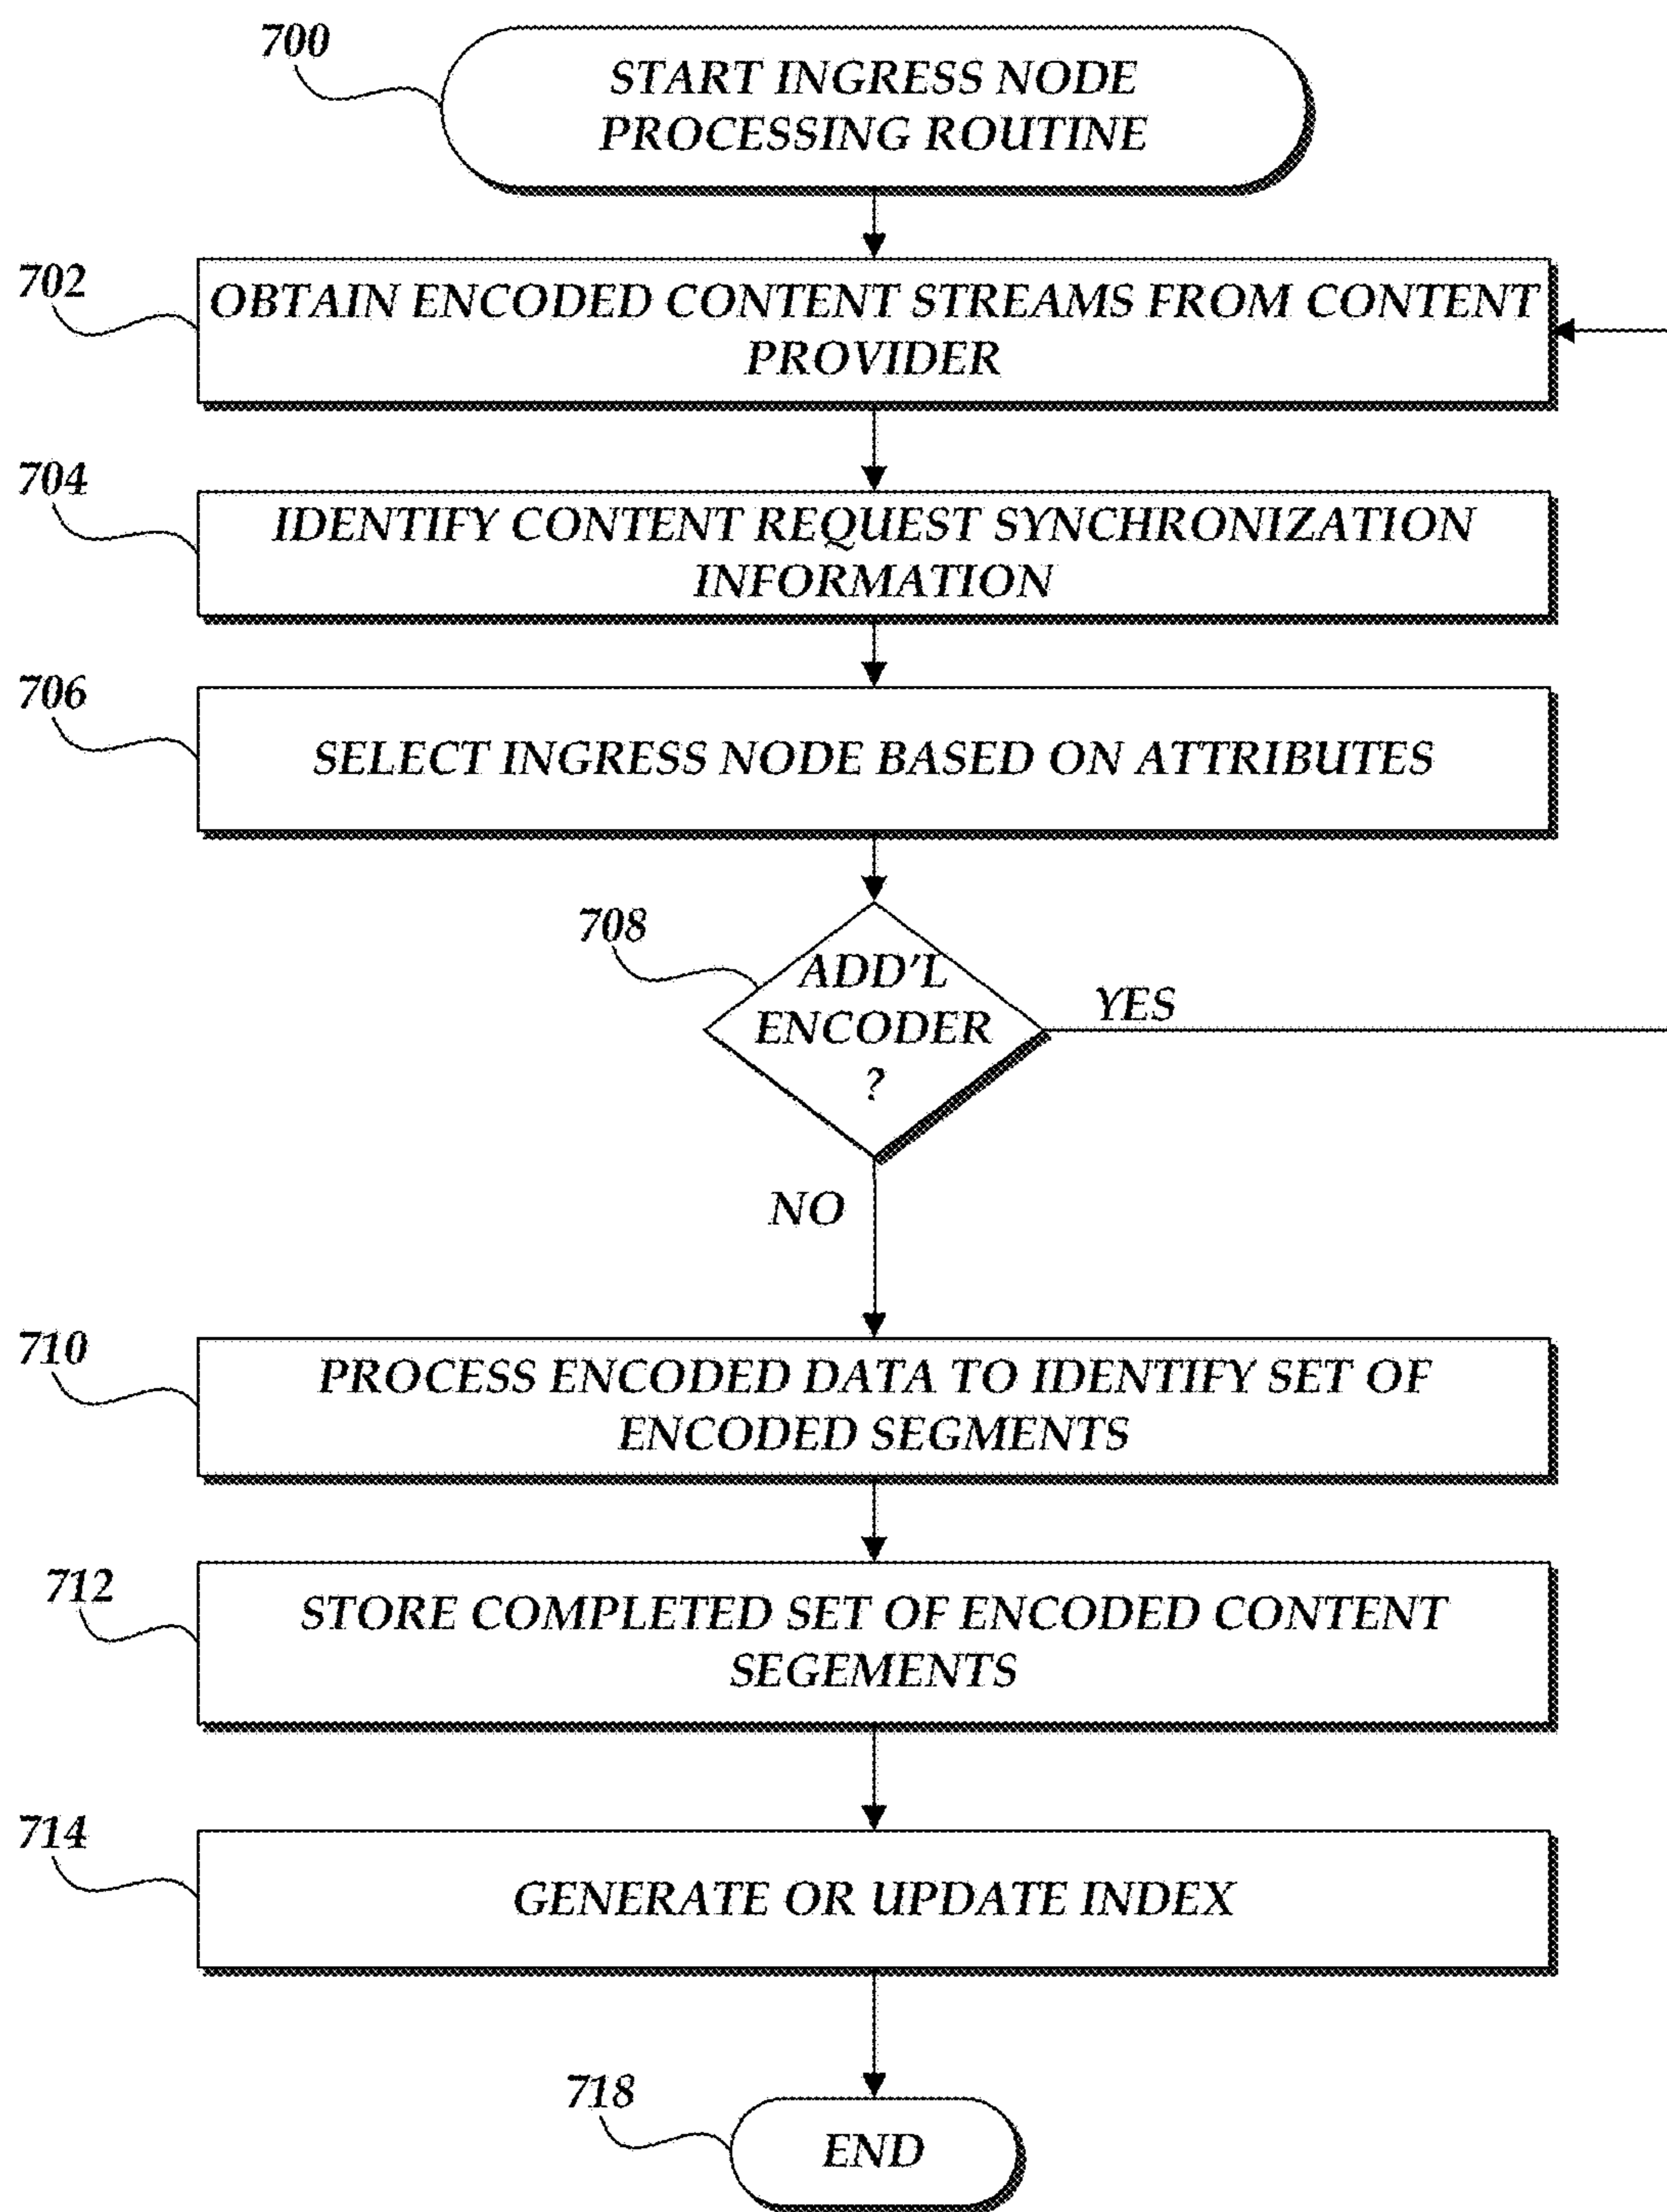 700
START INGRESS NODE
PROCESSING ROUTINE
702
OBTAIN ENCODED CONTENT STREAMS FROM CONTENT
PROVIDER
704
IDENTIFY CONTENT REQUEST SYNCHRONIZATION
INFORMATION
706
SELECT INGRESS NODE BASED ON ATTRIBUTES
708
ADD'L
ENCODER
?
YES
NO
710
PROCESS ENCODED DATA TO IDENTIFY SET OF
ENCODED SEGMENTS
712
STORE COMPLETED SET OF ENCODED CONTENT
SEGEMENTS
714
GENERATE OR UPDATE INDEX
718
END